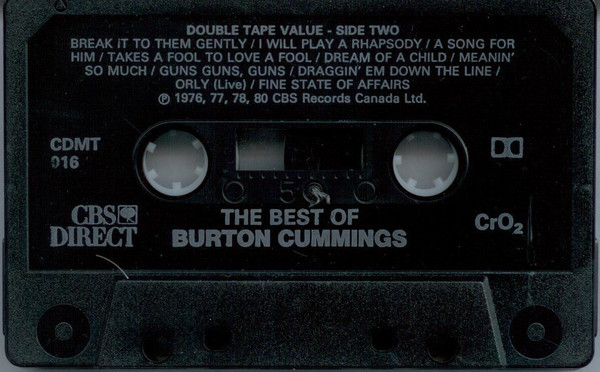 DOUBLE TAPE VALUE - SIDE TWO
BREAK IT TO THEM GENTLY / I WILL PLAY A RHAPSODY / A SONG FOR
HIM / TAKES A FOOL TO LOVE A FOOL / DREAM OF A CHILD / MEANIN'
SO MUCH / GUNS GUNS, GUNS / DRAGGIN' EM DOWN THE LINE /
ORLY (Live) / FINE STATE OF AFFAIRS
℗ 1976, 77, 78, 80 CBS Records Canada Ltd.
CDMT
016
5
CBS
DIRECT
THE BEST OF
BURTON CUMMINGS
CrO₂